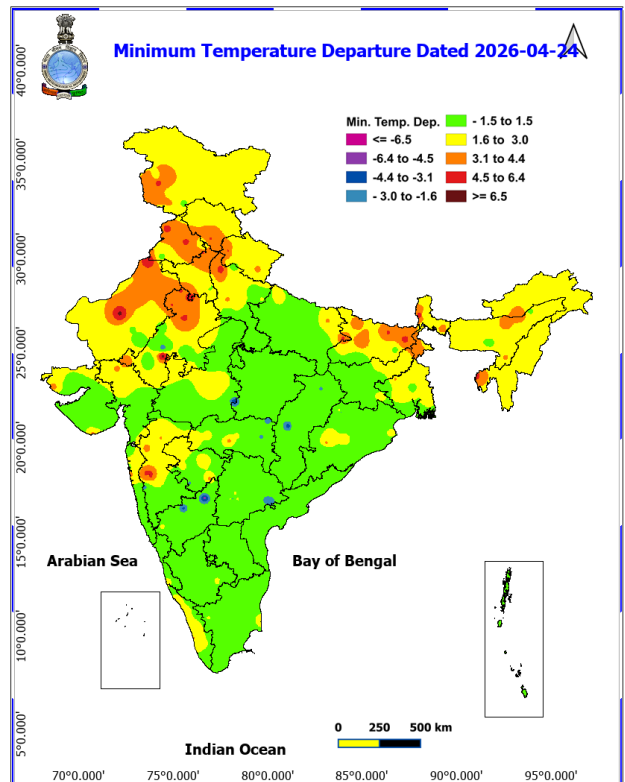 Minimum Temperature Departure Dated 2026-04-24
Min. Temp. Dep.
<= -6.5
-6.4 to -4.5
-4.4 to -3.1
- 3.0 to -1.6
- 1.5 to 1.5
1.6 to 3.0
3.1 to 4.4
4.5 to 6.4
>= 6.5
40°0.000'
35°0.000'
30°0.000'
25°0.000'
20°0.000'
15°0.000'
10°0.000'
5°0.000'
Arabian Sea
Bay of Bengal
Indian Ocean
0 250 500 km
70°0.000' 75°0.000' 80°0.000' 85°0.000' 90°0.000' 95°0.000'